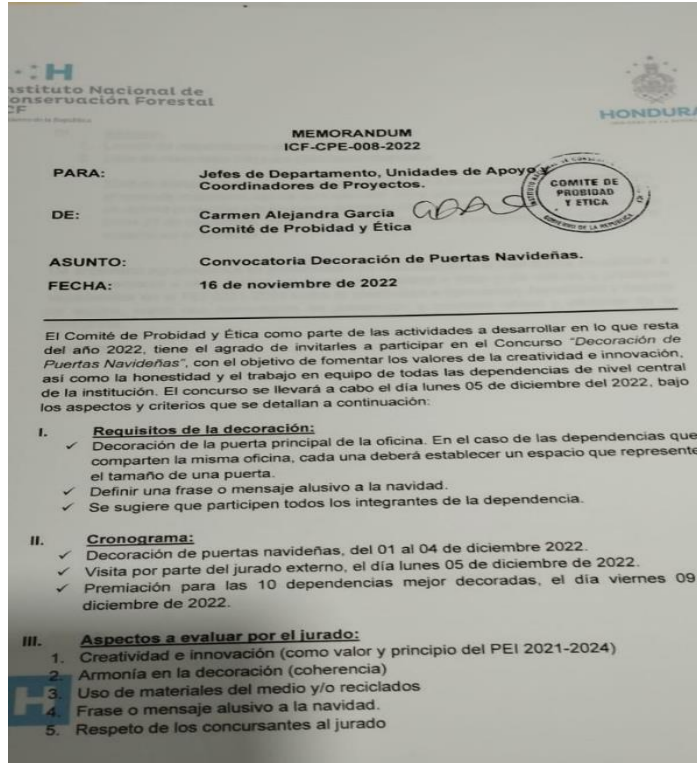 H
stituto Nacional de
onservación Forestal
CF
HONDURA
MEMORANDUM
ICF-CPE-008-2022
PARA: Jefes de Departamento, Unidades de Apoyo y
Coordinadores de Proyectos.
COMITE DE
PROBIDAD
Y ETICA
GOBIERNO DE LA REPUBLICA
DE: Carmen Alejandra García
Comité de Probidad y Ética
ASUNTO: Convocatoria Decoración de Puertas Navideñas.
FECHA: 16 de noviembre de 2022
El Comité de Probidad y Ética como parte de las actividades a desarrollar en lo que resta
del año 2022, tiene el agrado de invitarles a participar en el Concurso "Decoración de
Puertas Navideñas", con el objetivo de fomentar los valores de la creatividad e innovación,
así como la honestidad y el trabajo en equipo de todas las dependencias de nivel central
de la institución. El concurso se llevará a cabo el día lunes 05 de diciembre del 2022, bajo
los aspectos y criterios que se detallan a continuación:
I. Requisitos de la decoración:
✓ Decoración de la puerta principal de la oficina. En el caso de las dependencias que
comparten la misma oficina, cada una deberá establecer un espacio que represente
el tamaño de una puerta.
✓ Definir una frase o mensaje alusivo a la navidad.
✓ Se sugiere que participen todos los integrantes de la dependencia.
II. Cronograma:
✓ Decoración de puertas navideñas, del 01 al 04 de diciembre 2022.
✓ Visita por parte del jurado externo, el día lunes 05 de diciembre de 2022.
✓ Premiación para las 10 dependencias mejor decoradas, el día viernes 09
diciembre de 2022.
III. Aspectos a evaluar por el jurado:
1. Creatividad e innovación (como valor y principio del PEI 2021-2024)
2. Armonía en la decoración (coherencia)
3. Uso de materiales del medio y/o reciclados
4. Frase o mensaje alusivo a la navidad.
5. Respeto de los concursantes al jurado
H